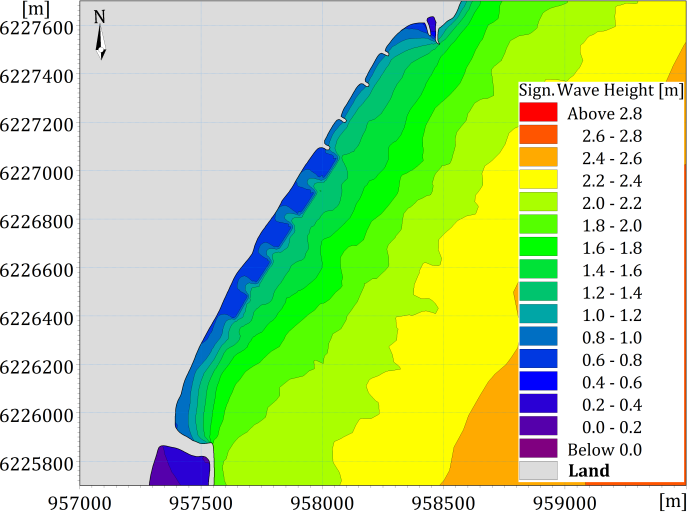 [m]
N
6227600
6227400
6227200
6227000
6226800
6226600
6226400
6226200
6226000
6225800
Sign.Wave Height [m]
Above 2.8
2.6 - 2.8
2.4 - 2.6
2.2 - 2.4
2.0 - 2.2
1.8 - 2.0
1.6 - 1.8
1.4 - 1.6
1.2 - 1.4
1.0 - 1.2
0.8 - 1.0
0.6 - 0.8
0.4 - 0.6
0.2 - 0.4
0.0 - 0.2
Below 0.0
Land
957000 957500 958000 958500 959000 [m]